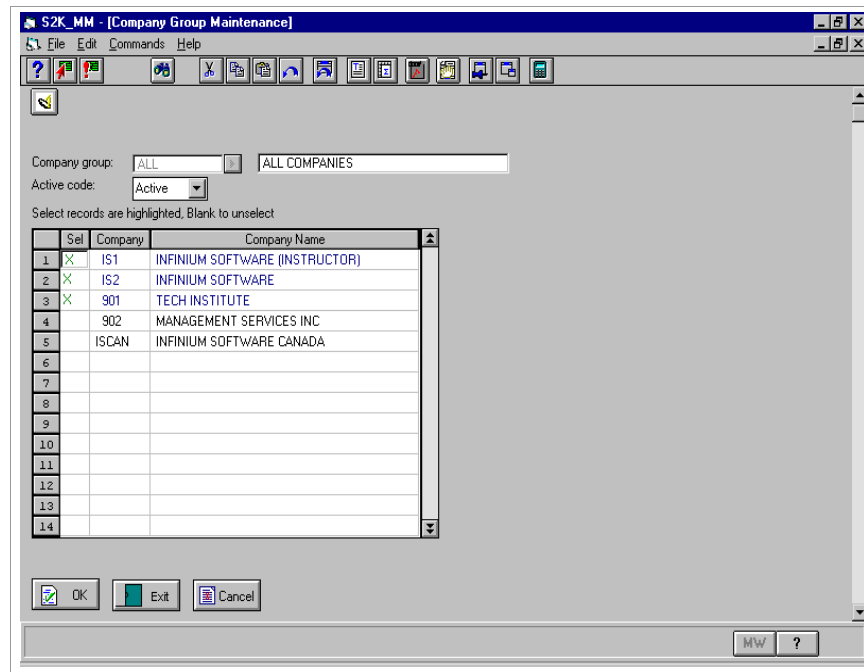 S2K_MM - [Company Group Maintenance]
File Edit Commands Help
Company group: ALL ALL COMPANIES
Active code: Active
Select records are highlighted, Blank to unselect
Sel Company Company Name
1 X IS1 INFINIUM SOFTWARE (INSTRUCTOR)
2 X IS2 INFINIUM SOFTWARE
3 X 901 TECH INSTITUTE
4 902 MANAGEMENT SERVICES INC
5 ISCAN INFINIUM SOFTWARE CANADA
6
7
8
9
10
11
12
13
14
OK Exit Cancel
MW ?